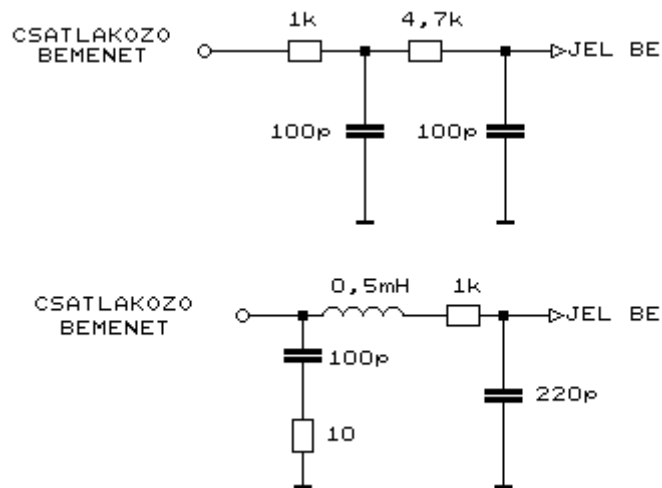 1k 4,7k
CSATLAKOZO
BEMENET
JEL BE
100p 100p
0,5mH 1k
CSATLAKOZO
BEMENET
JEL BE
100p
220p
10